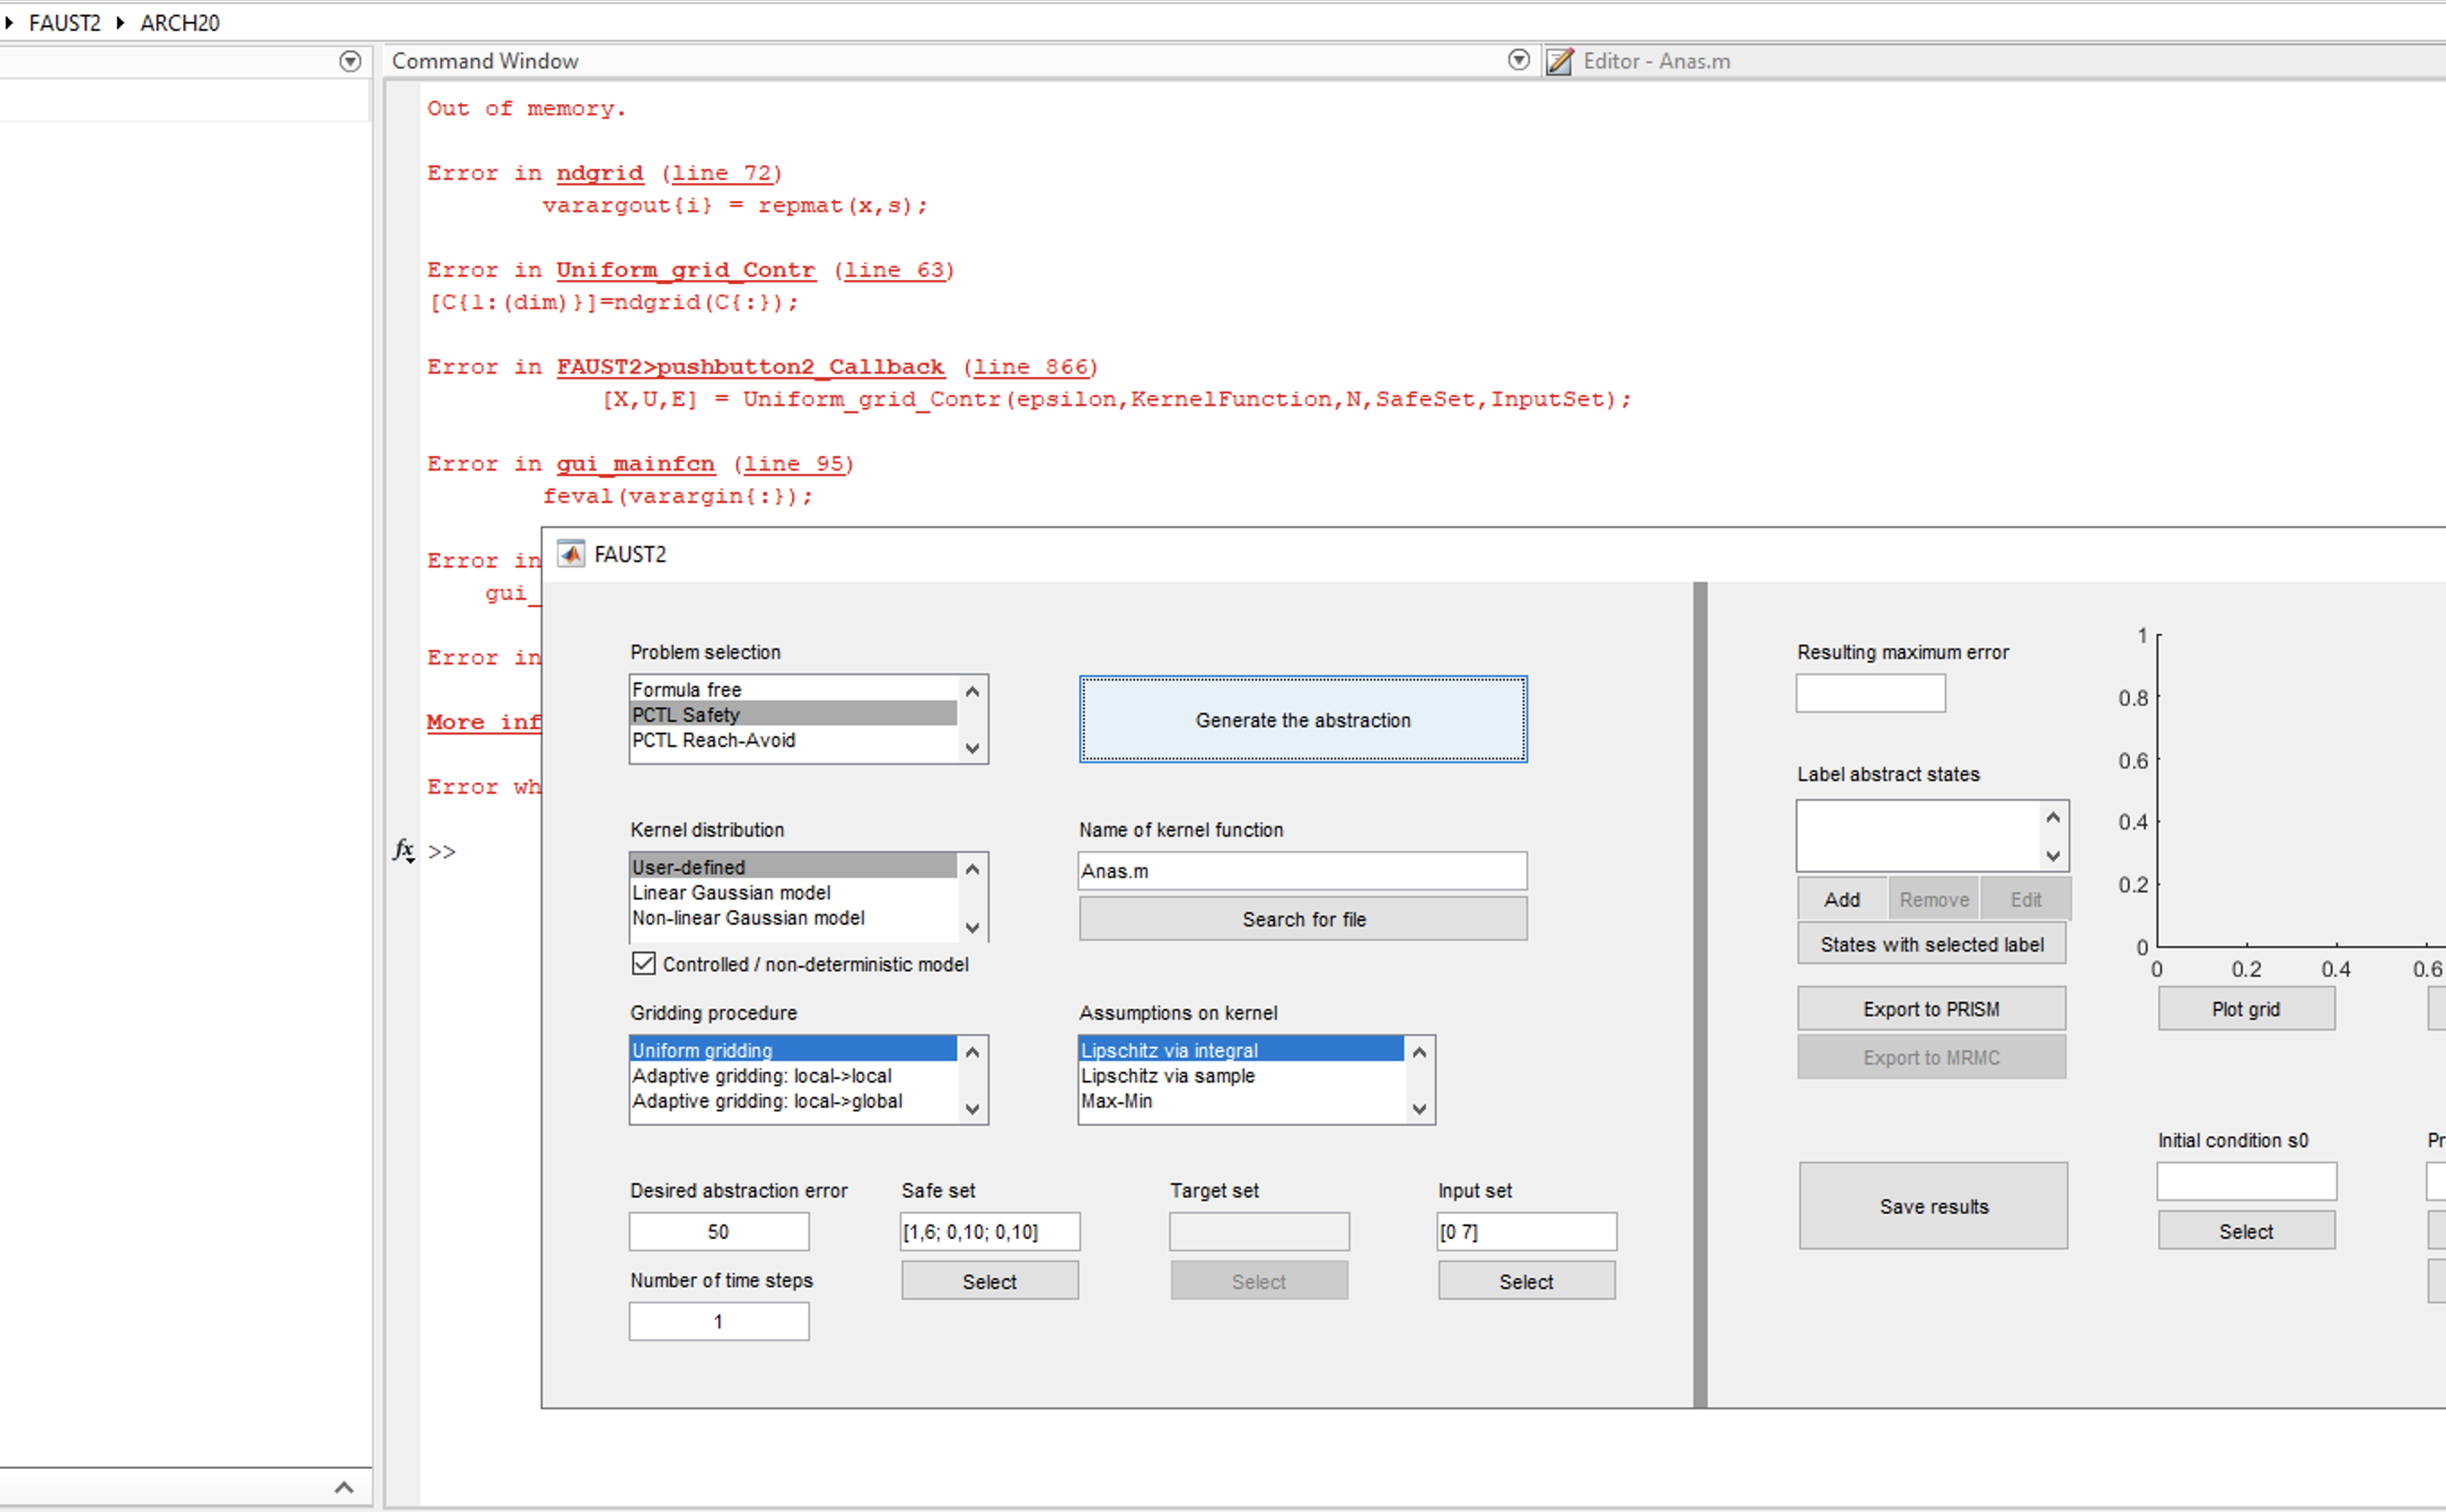 FAUST2 ARCH20
Command Window
Editor - Anas.m
Out of memory.
Error in ndgrid (line 72)
varargout{i} = repmat(x,s);
Error in Uniform_grid_Contr (line 63)
[C{1:(dim)}]=ndgrid(C{:});
Error in FAUST2>pushbutton2_Callback (line 866)
[X,U,E] = Uniform_grid_Contr(epsilon,KernelFunction,N,SafeSet,InputSet);
Error in gui_mainfcn (line 95)
feval(varargin{:});
Error in
gui_
Error in
More inf
Error wh
fx >>
FAUST2
Problem selection
Formula free
PCTL Safety
PCTL Reach-Avoid
Generate the abstraction
Kernel distribution
User-defined
Linear Gaussian model
Non-linear Gaussian model
Name of kernel function
Anas.m
Search for file
Controlled / non-deterministic model
Gridding procedure
Uniform gridding
Adaptive gridding: local->local
Adaptive gridding: local->global
Assumptions on kernel
Lipschitz via integral
Lipschitz via sample
Max-Min
Desired abstraction error
50
Number of time steps
1
Safe set
[1,6; 0,10; 0,10]
Select
Target set
Select
Input set
[0 7]
Select
Resulting maximum error
Label abstract states
Add Remove Edit
States with selected label
Export to PRISM
Export to MRMC
Save results
1
0.8
0.6
0.4
0.2
0
0 0.2 0.4 0.6
Plot grid
Initial condition s0
Select
Pr